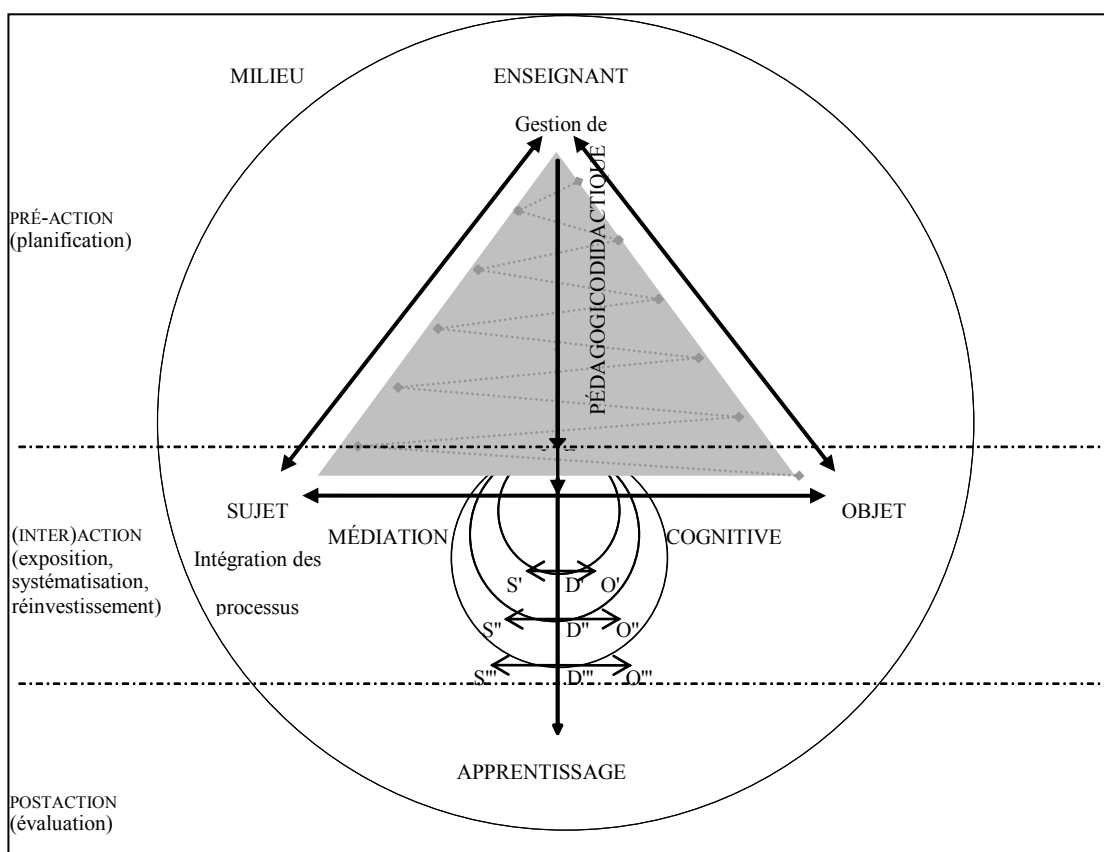 MILIEU
ENSEIGNANT
Gestion de
PÉDAGOGICODIDACTIQUE
PRÉ-ACTION
(planification)
SUJET
OBJET
MÉDIATION
COGNITIVE
(INTER)ACTION
(exposition,
systématisation,
réinvestissement)
Intégration des
processus
S' D' O'
S'' D'' O''
S''' D''' O'''
APPRENTISSAGE
POSTACTION
(évaluation)